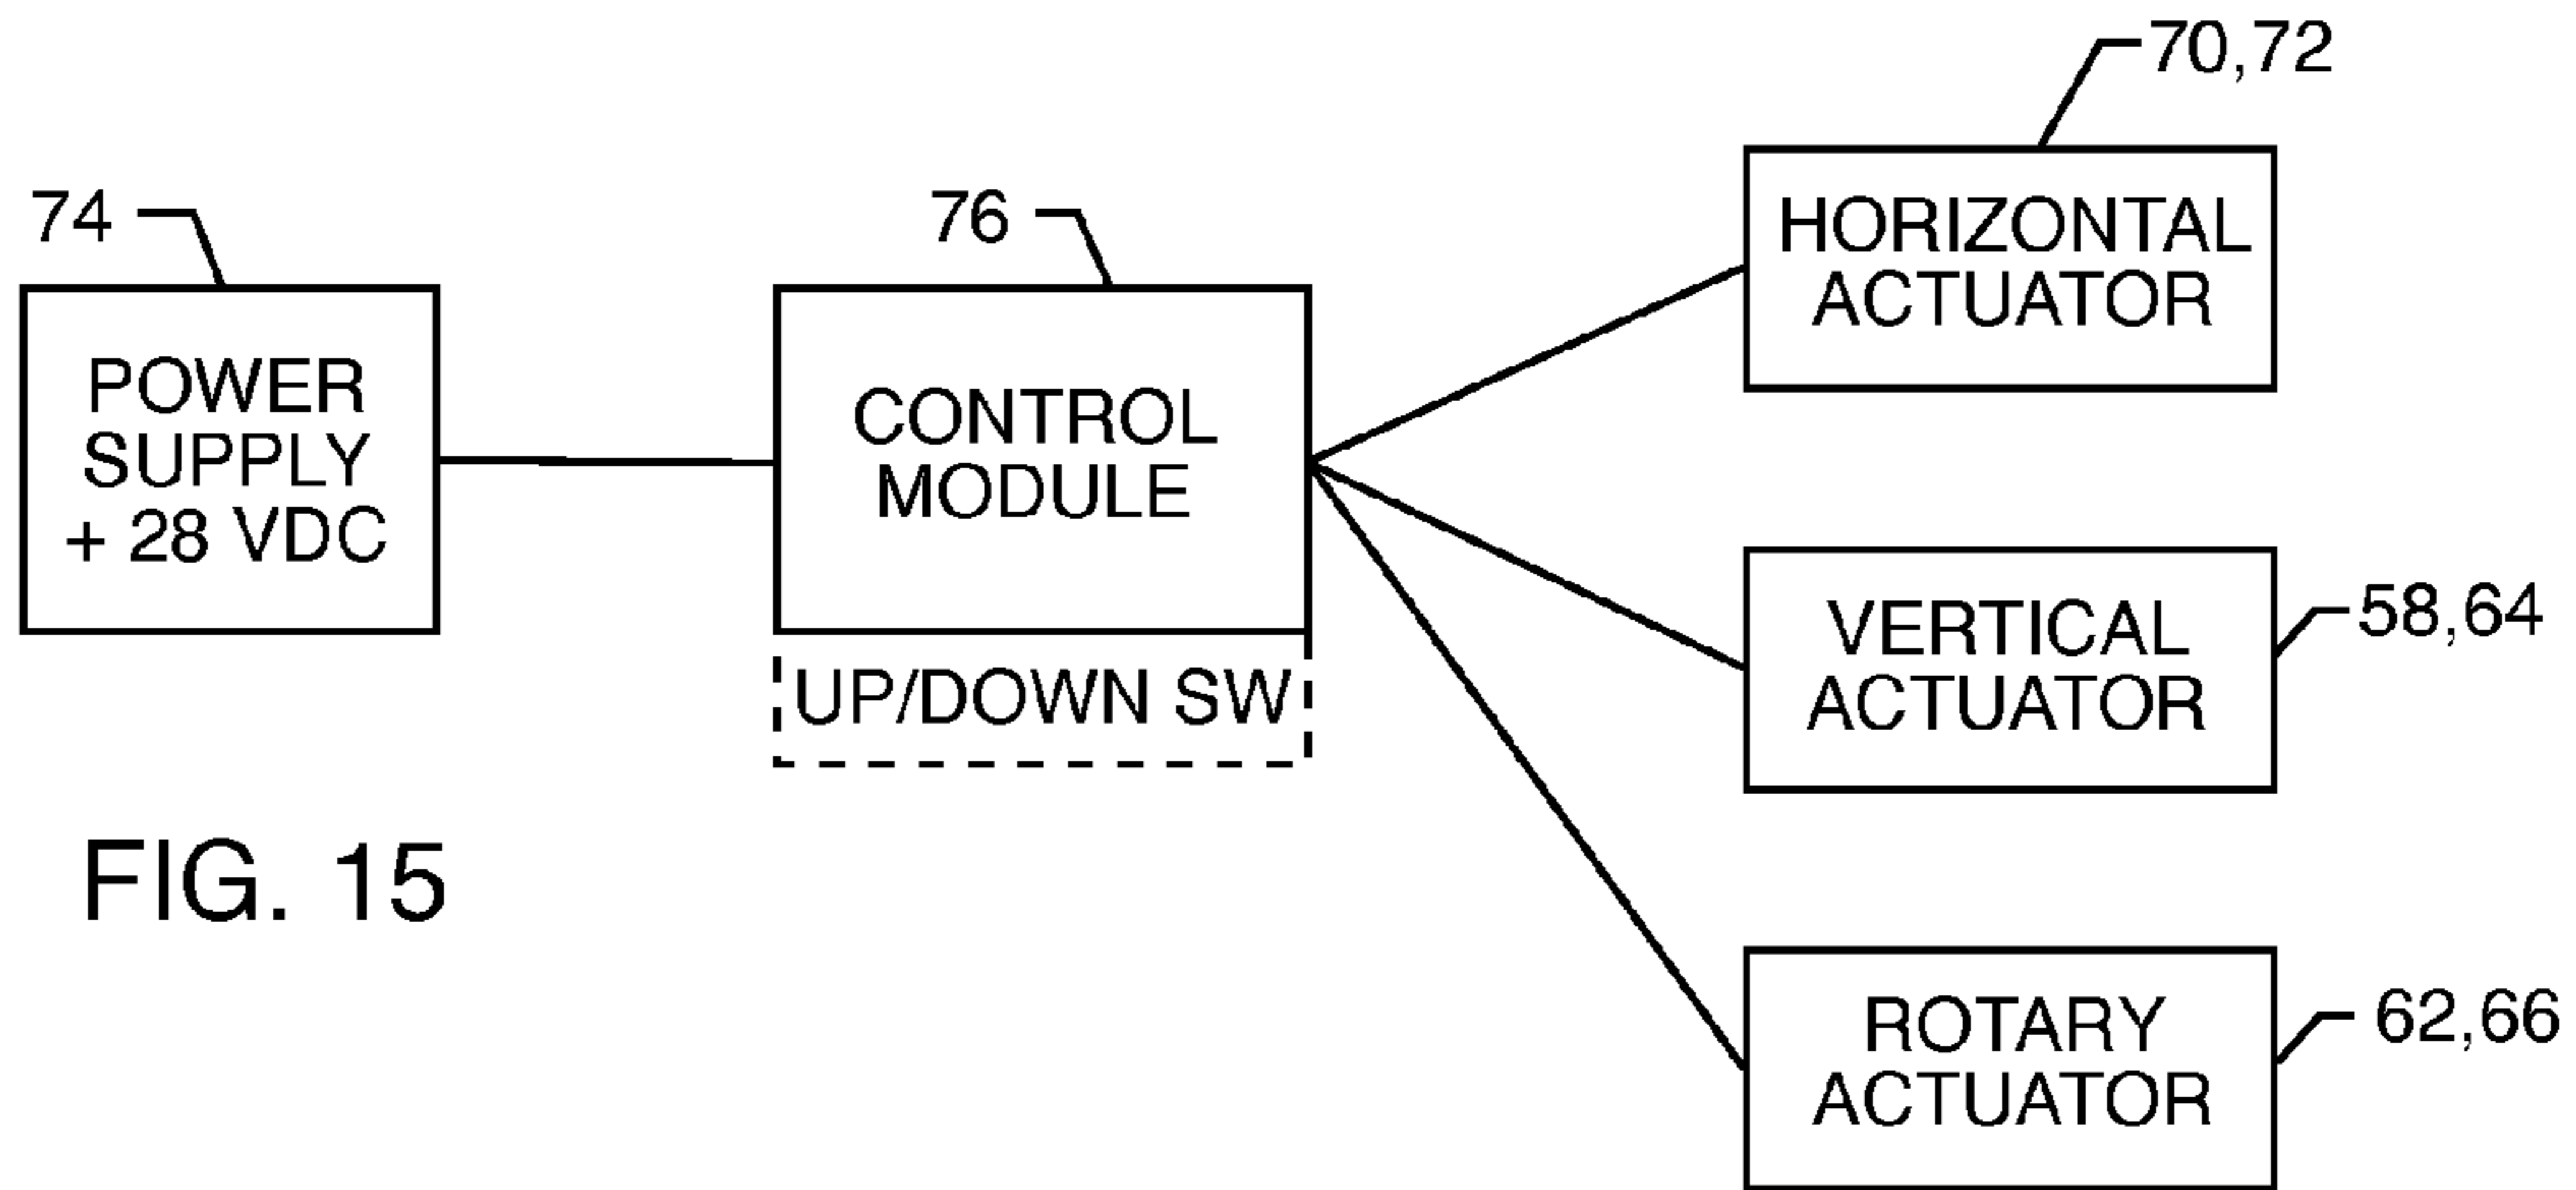 70,72
74
76
HORIZONTAL
ACTUATOR
POWER
SUPPLY
+ 28 VDC
CONTROL
MODULE
UP/DOWN SW
VERTICAL
ACTUATOR
58,64
FIG. 15
ROTARY
ACTUATOR
62,66